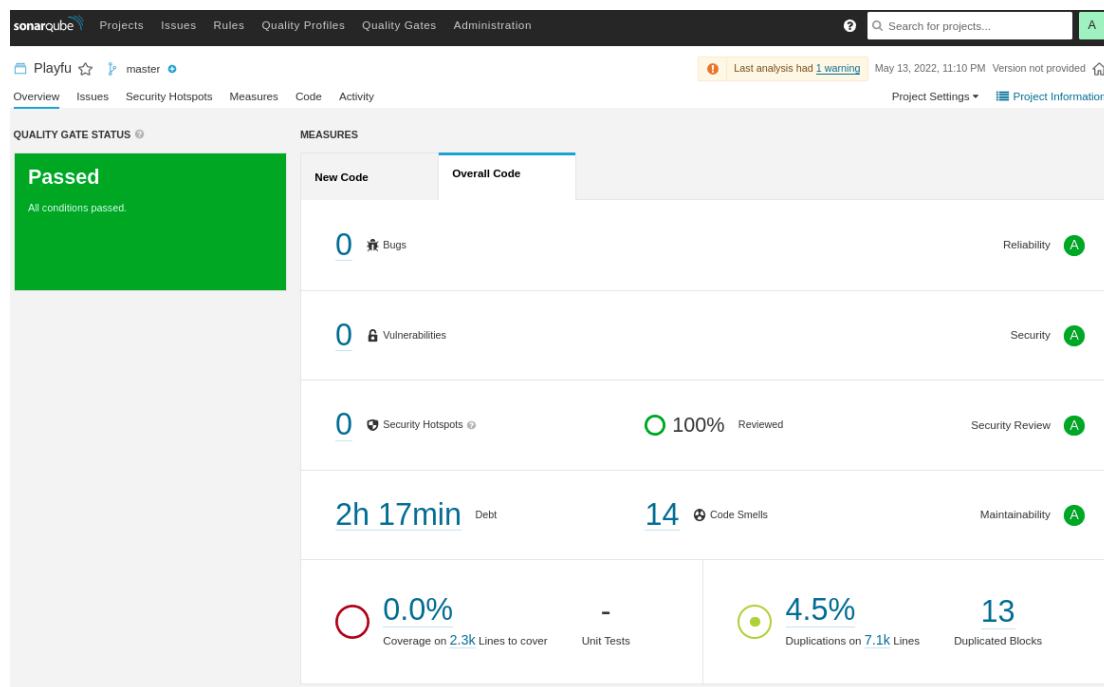 sonarqube Projects Issues Rules Quality Profiles Quality Gates Administration ? Search for projects... A
Playfu master Last analysis had 1 warning May 13, 2022, 11:10 PM Version not provided
Overview Issues Security Hotspots Measures Code Activity Project Settings Project Information
QUALITY GATE STATUS ? MEASURES
Passed
All conditions passed.
New Code Overall Code
0 Bugs Reliability A
0 Vulnerabilities Security A
0 Security Hotspots ? 100% Reviewed Security Review A
2h 17min Debt 14 Code Smells Maintainability A
0.0% - 4.5% 13
Coverage on 2.3k Lines to cover Unit Tests Duplications on 7.1k Lines Duplicated Blocks